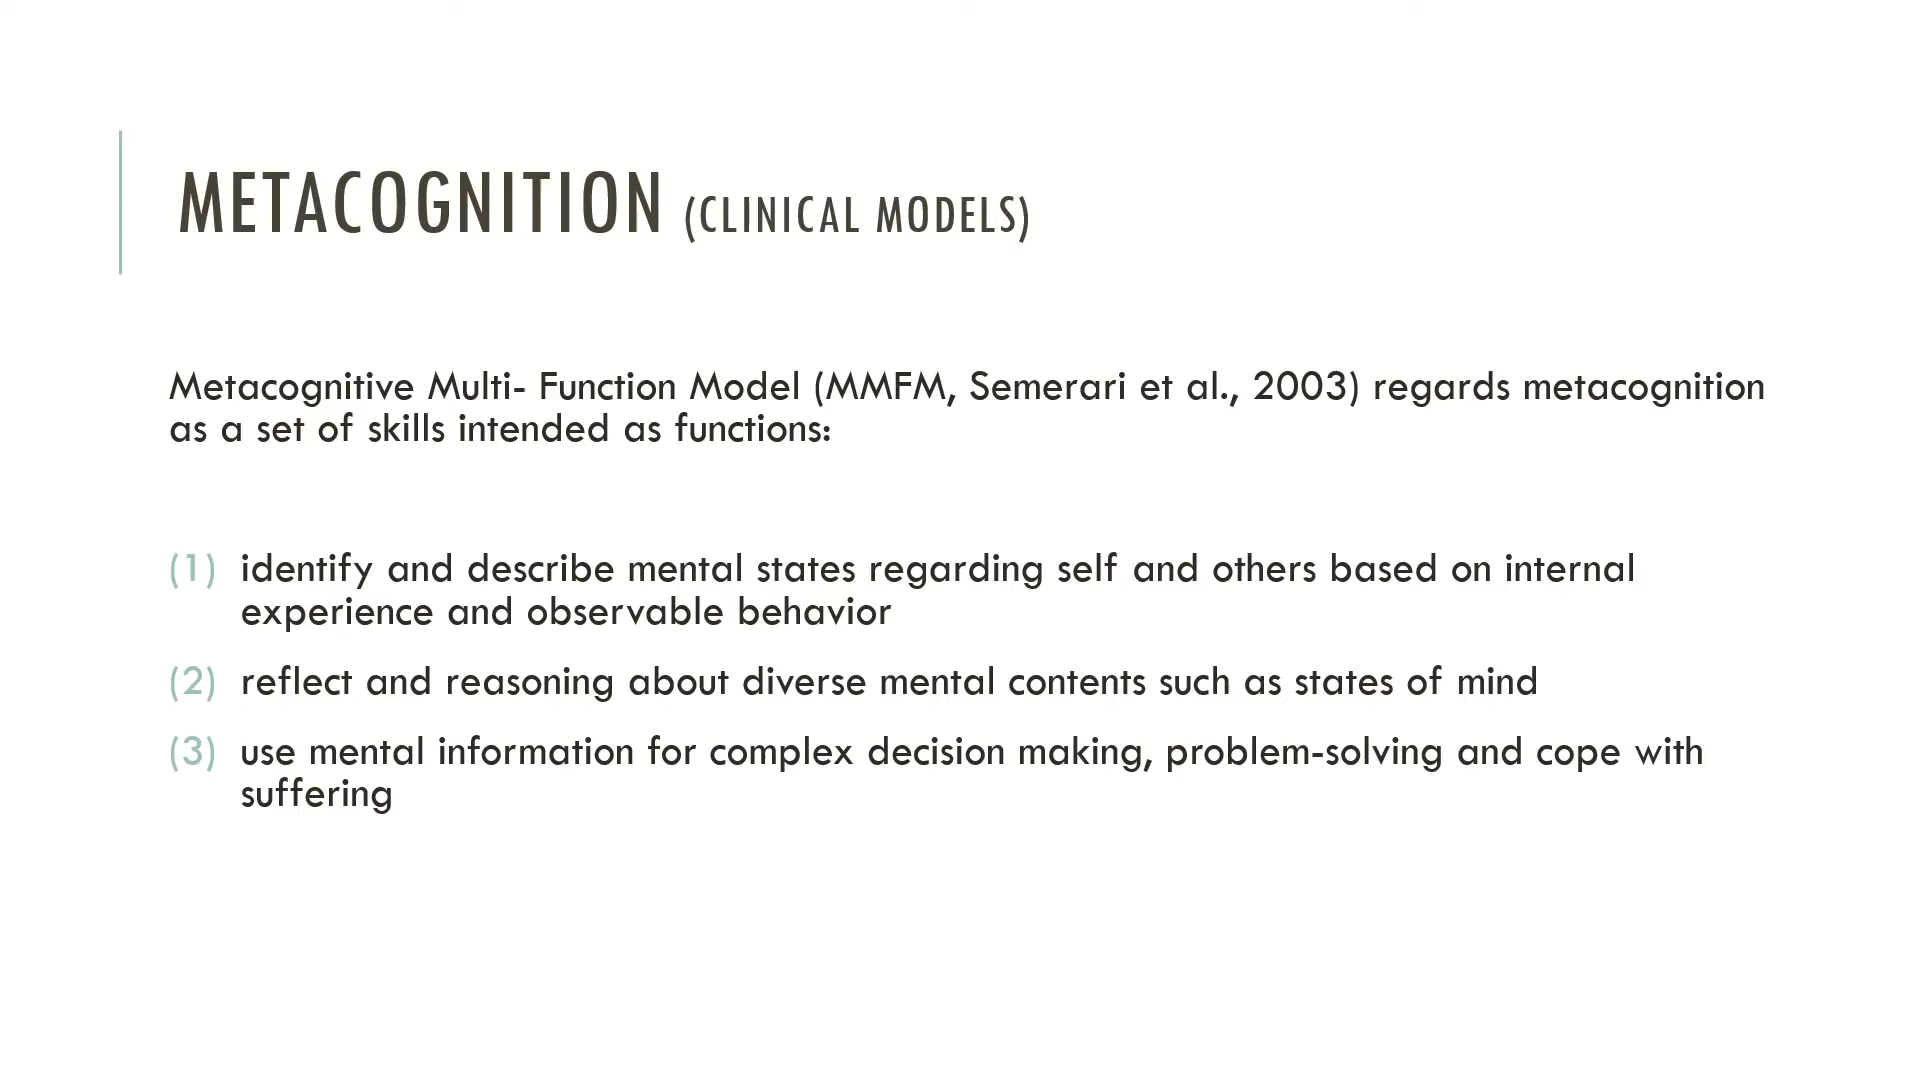 METACOGNITION (CLINICAL MODELS)
Metacognitive Multi- Function Model (MMFM, Semerari et al., 2003) regards metacognition
as a set of skills intended as functions:
(1) identify and describe mental states regarding self and others based on internal
experience and observable behavior
(2) reflect and reasoning about diverse mental contents such as states of mind
(3) use mental information for complex decision making, problem-solving and cope with
suffering